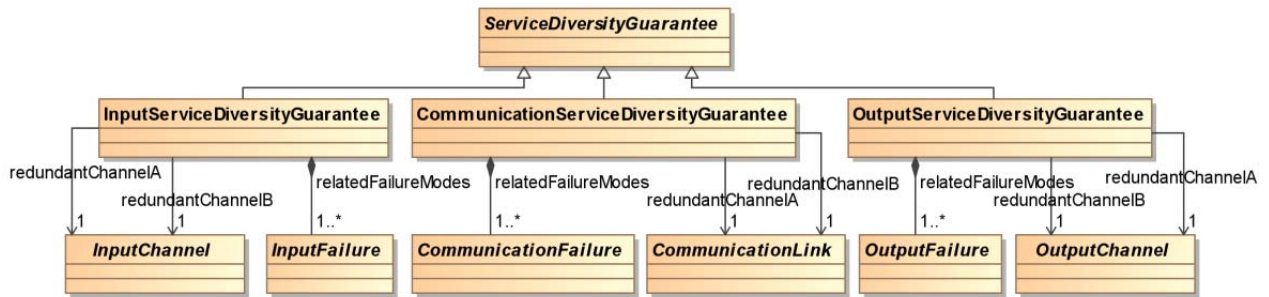 ServiceDiversityGuarantee
InputServiceDiversityGuarantee
CommunicationServiceDiversityGuarantee
OutputServiceDiversityGuarantee
redundantChannelA
redundantChannelB
relatedFailureModes
relatedFailureModes
redundantChannelA
redundantChannelB
relatedFailureModes
redundantChannelB
redundantChannelA
1
1
1..*
1..*
1
1
1..*
1
1
InputChannel
InputFailure
CommunicationFailure
CommunicationLink
OutputFailure
OutputChannel